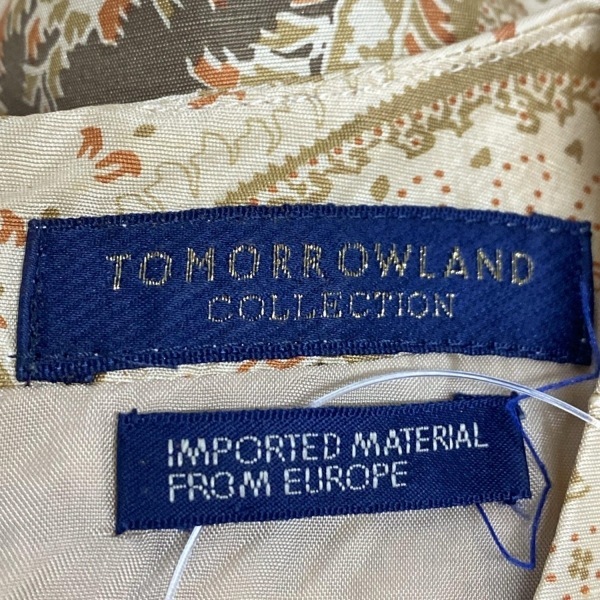 TOMORROWLAND
COLLECTION
IMPORTED MATERIAL
FROM EUROPE